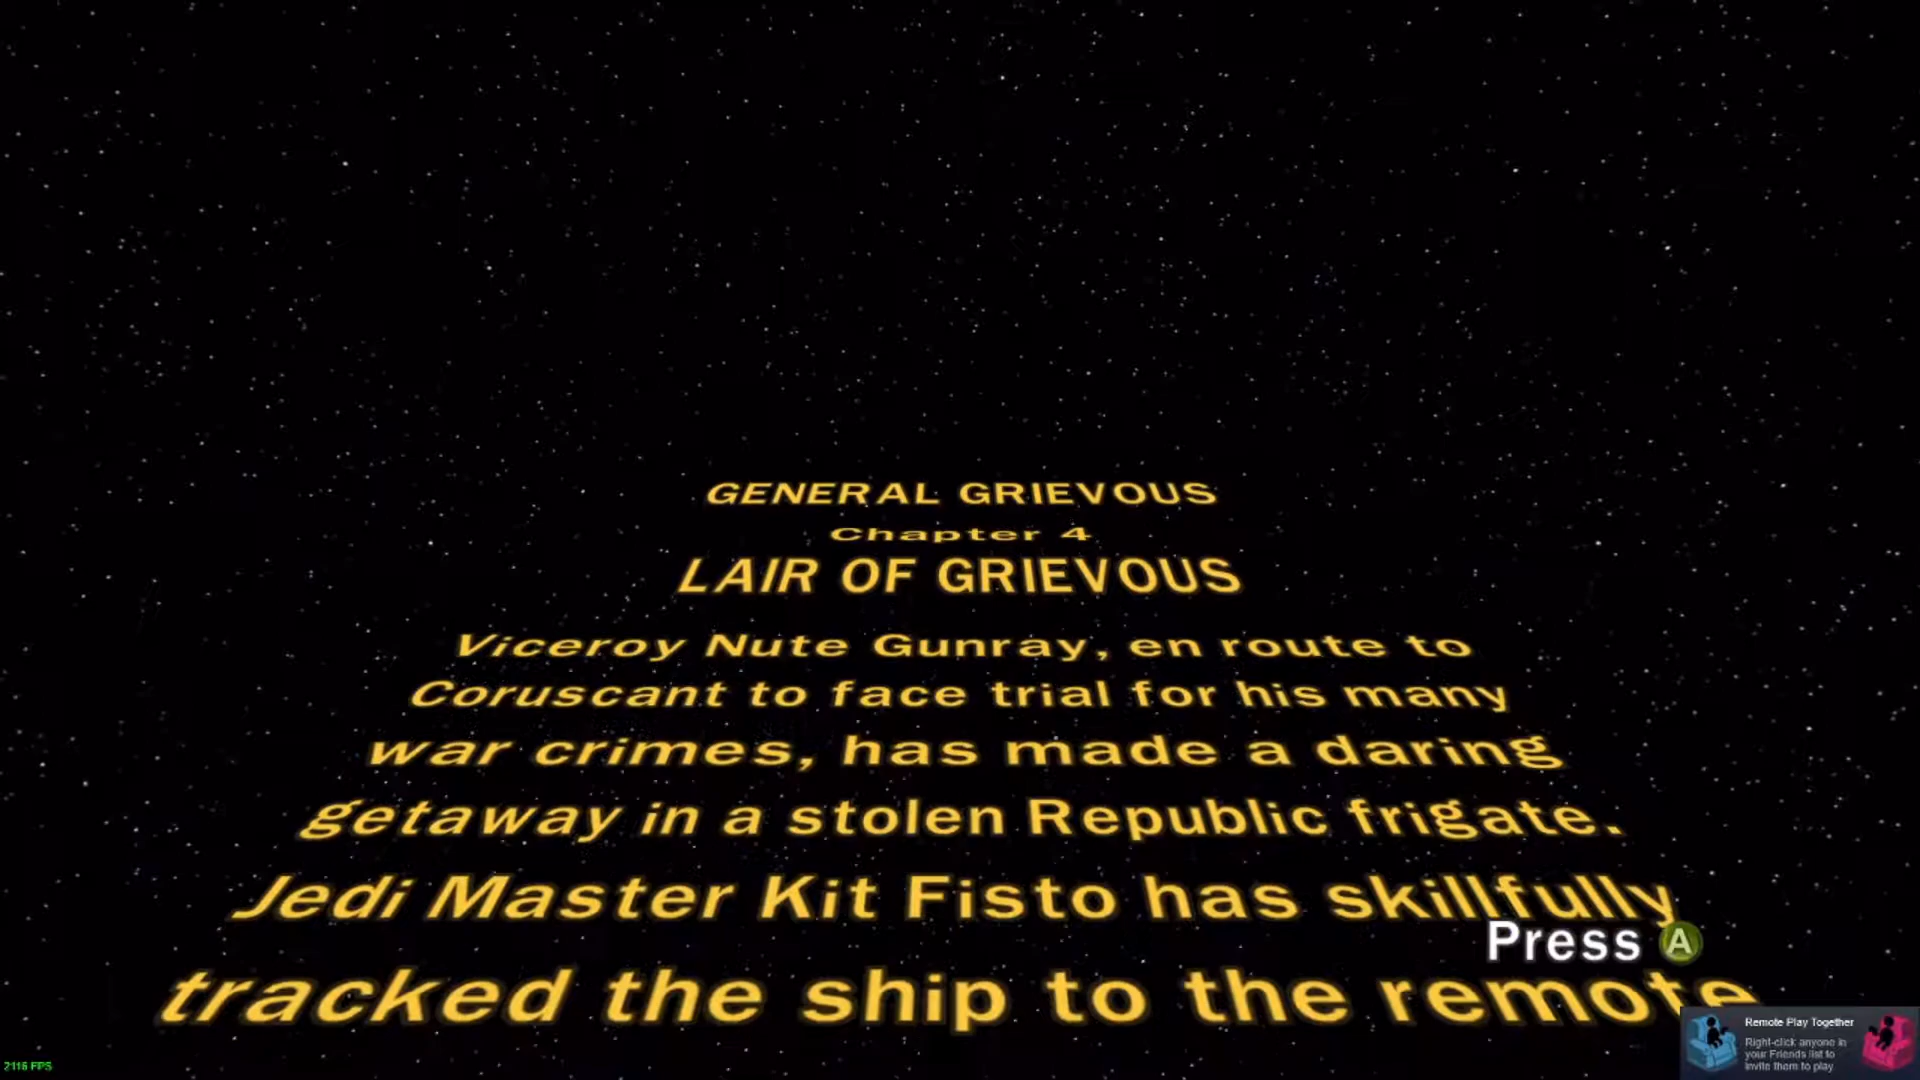 GENERAL GRIEVOUS
Chapter 4
LAIR OF GRIEVOUS
Viceroy Nute Gunray, en route to
Coruscant to face trial for his many
war crimes, has made a daring
getaway in a stolen Republic frigate.
Jedi Master Kit Fisto has skillfully
Press A
tracked the ship to the remote
Remote Play Together
Right-click anyone in
your Friends list to
invite them to play
2116 FPS